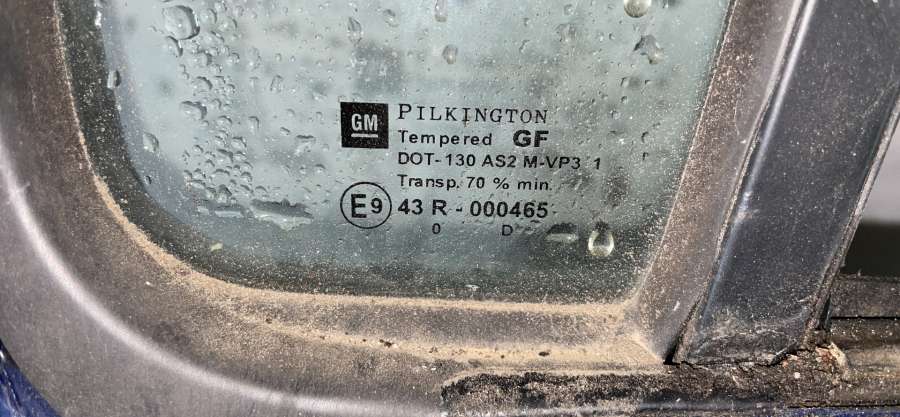 GM PILKINGTON
Tempered GF
DOT-130 AS2 M-VP3 1
Transp. 70 % min.
E9 43 R - 000465
0 D